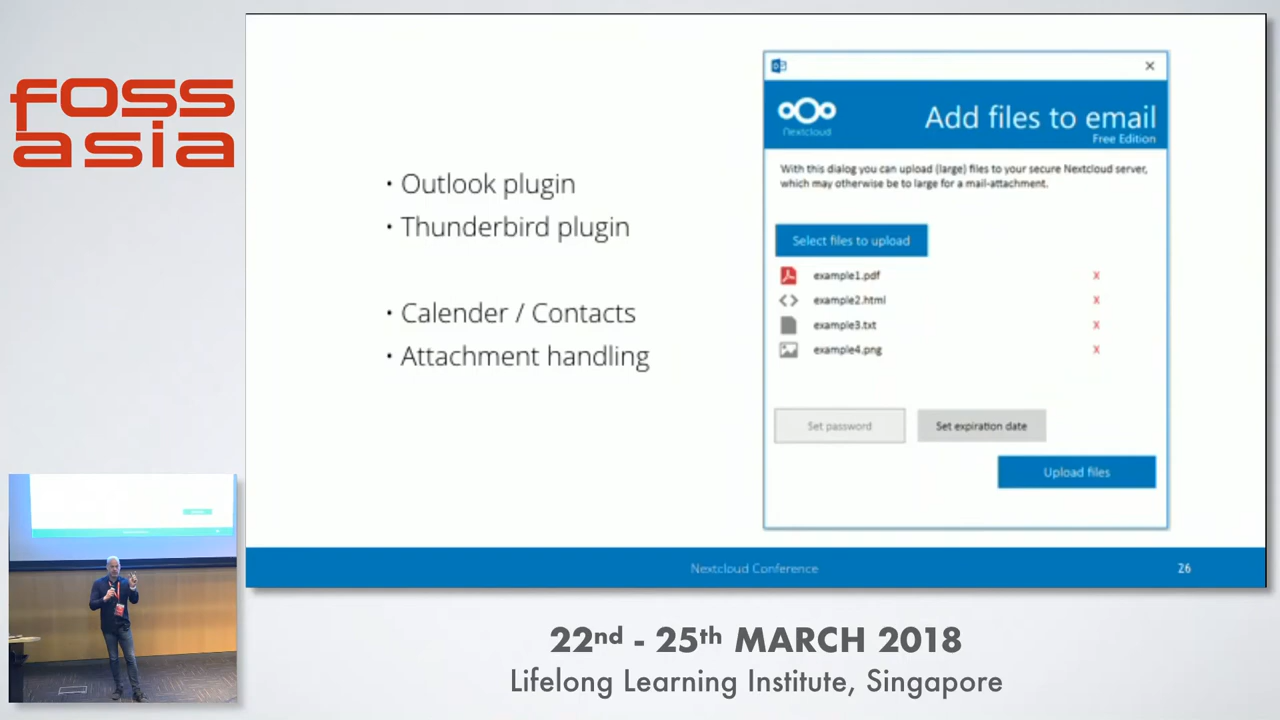 foss
asia
• Outlook plugin
• Thunderbird plugin
• Calender / Contacts
• Attachment handling
Nextcloud
Add files to email
Free Edition
With this dialog you can upload (large) files to your secure Nextcloud server,
which may otherwise be to large for a mail-attachment.
Select files to upload
example1.pdf X
example2.html X
example3.txt X
example4.png X
Set password
Set expiration date
Upload files
Nextcloud Conference
26
22nd - 25th MARCH 2018
Lifelong Learning Institute, Singapore